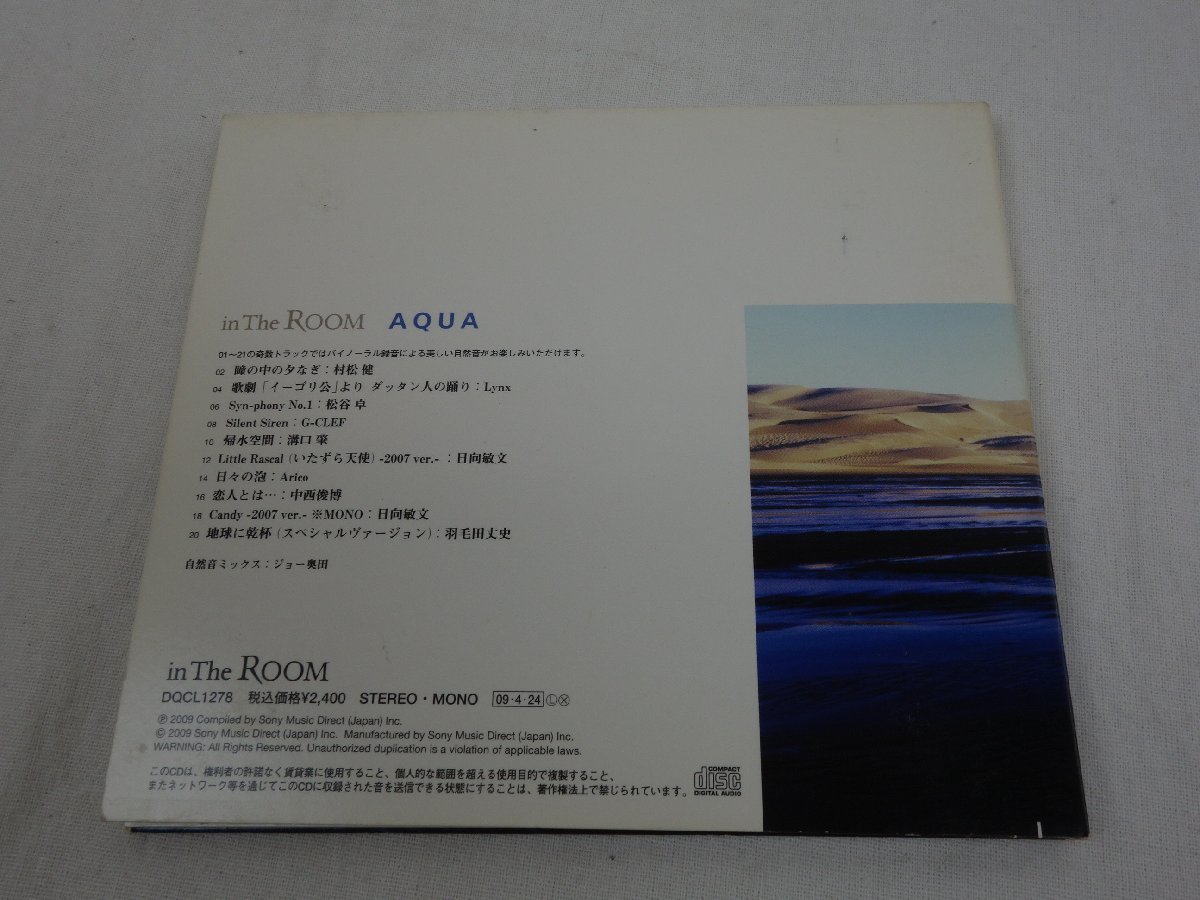 in The ROOM AQUA
01〜21の奇数トラックではバイノーラル録音による美しい自然音がお楽しみいただけます。
02 瞳の中の夕なぎ：村松 健
04 歌劇「イーゴリ公」より ダッタン人の踊り：Lynx
06 Syn-phony No.1：松谷 卓
08 Silent Siren：G-CLEF
10 帰水空間：溝口 肇
12 Little Rascal (いたずら天使) -2007 ver.- ：日向敏文
14 日々の泡：Arico
16 恋人とは…：中西俊博
18 Candy -2007 ver.- ※MONO：日向敏文
20 地球に乾杯 (スペシャルヴァージョン)：羽毛田丈史
自然音ミックス：ジョー奥田
in The ROOM
DQCL1278 税込価格¥2,400 STEREO・MONO 09・4・24 Ⓛ Ⓧ
℗ 2009 Compiled by Sony Music Direct (Japan) Inc.
© 2009 Sony Music Direct (Japan) Inc. Manufactured by Sony Music Direct (Japan) Inc.
WARNING: All Rights Reserved. Unauthorized duplication is a violation of applicable laws.
このCDは、権利者の許諾なく賃貸業に使用すること、個人的な範囲を超える使用目的で複製すること、
またネットワーク等を通じてこのCDに収録された音を送信できる状態にすることは、著作権法上で禁じられています。
COMPACT
disc
DIGITAL AUDIO